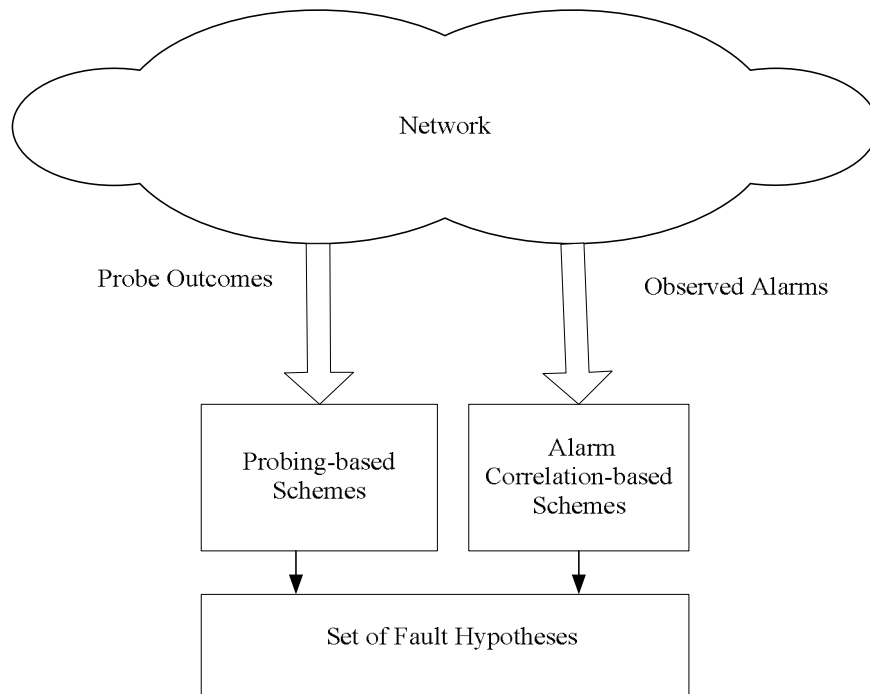 Network
Probe Outcomes
Observed Alarms
Probing-based
Schemes
Alarm
Correlation-based
Schemes
Set of Fault Hypotheses